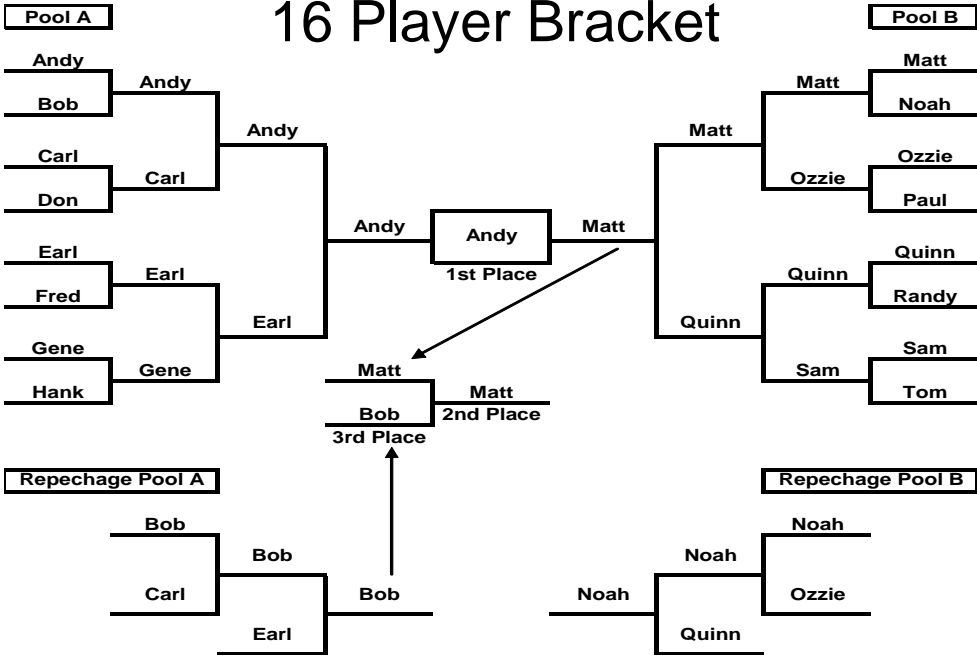 16 Player Bracket
Pool A
Pool B
Andy
Matt
Andy
Matt
Bob
Noah
Andy
Matt
Carl
Ozzie
Carl
Ozzie
Don
Paul
Andy
Andy
Matt
1st Place
Earl
Quinn
Earl
Quinn
Fred
Randy
Earl
Quinn
Gene
Sam
Gene
Sam
Hank
Tom
Matt
Matt
Bob
2nd Place
3rd Place
Repechage Pool A
Repechage Pool B
Bob
Noah
Bob
Noah
Carl
Bob
Noah
Ozzie
Earl
Quinn